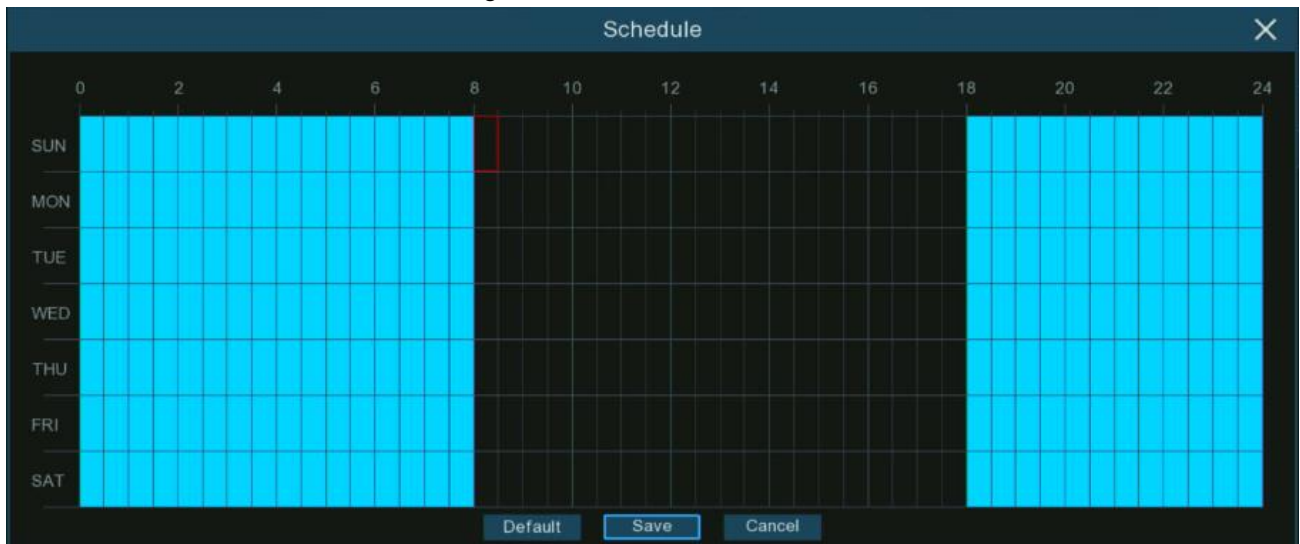 Schedule
0 2 4 6 8 10 12 14 16 18 20 22 24
SUN
MON
TUE
WED
THU
FRI
SAT
Default Save Cancel